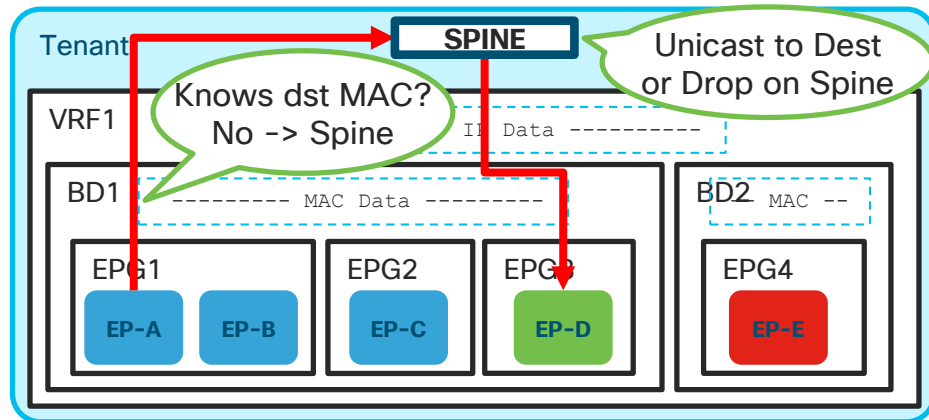 Tenant
SPINE
Unicast to Dest
or Drop on Spine
Knows dst MAC?
No -> Spine
VRF1
IP Data ----------
BD1
--------- MAC Data ---------
BD2
MAC --
EPG1
EPG2
EPG3
EPG4
EP-A
EP-B
EP-C
EP-D
EP-E